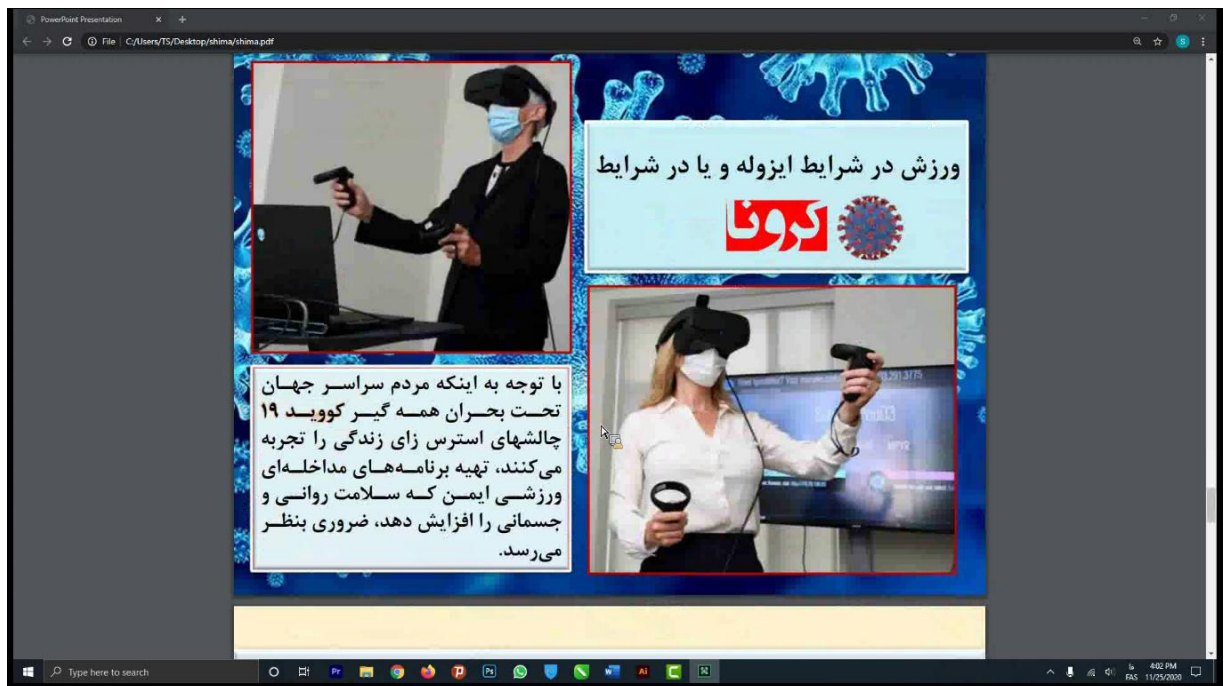 PowerPoint Presentation
File
C:/Users/TS/Desktop/shima/shima.pdf
S
ورزش در شرایط ایزوله و یا در شرایط
کرونا
با توجه به اینکه مردم سراسر جهان
تحت بحران همه گیر کووید ۱۹
چالشهای استرس زای زندگی را تجربه
می‌کنند، تهیه برنامه‌های مداخله‌ای
ورزشی ایمن که سلامت روانی و
جسمانی را افزایش دهد، ضروری بنظر
می‌رسد.
Type here to search
Pr
Ps
Ai
4:02 PM
FAS
11/25/2020